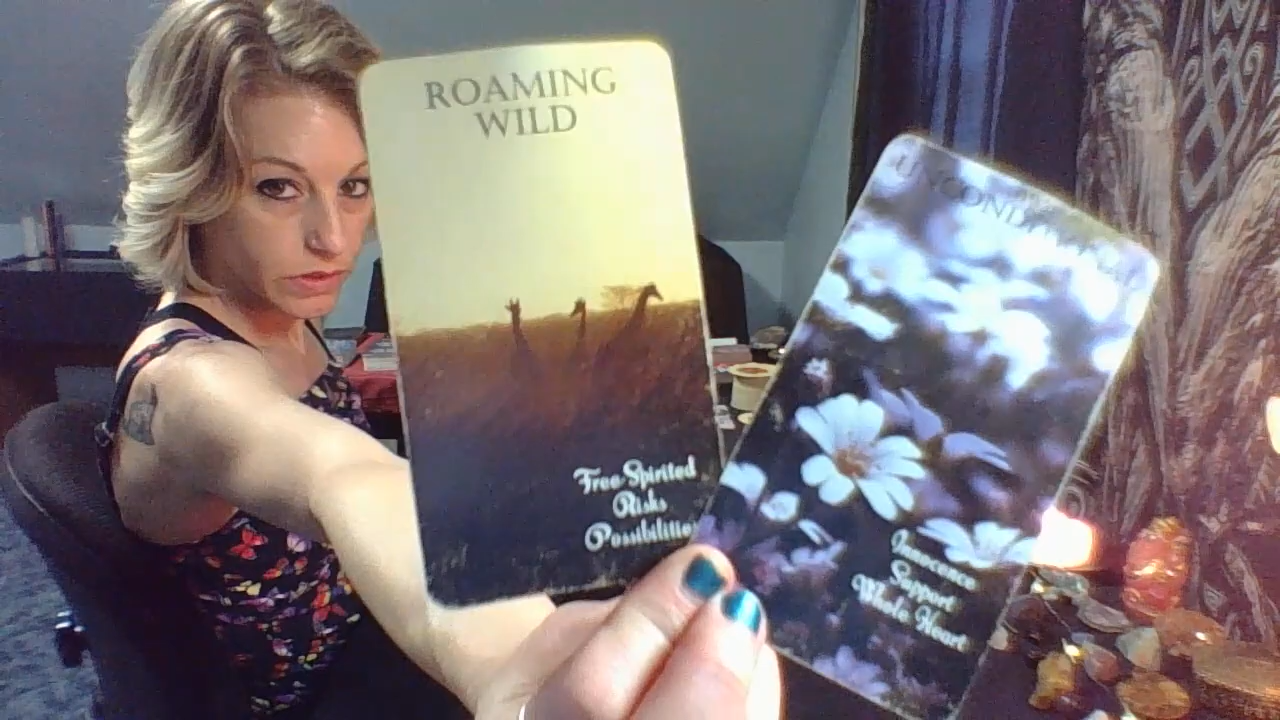 ROAMING
WILD
Free-Spirited
Risks
Possibilities
Innocence
Support
Whole Heart